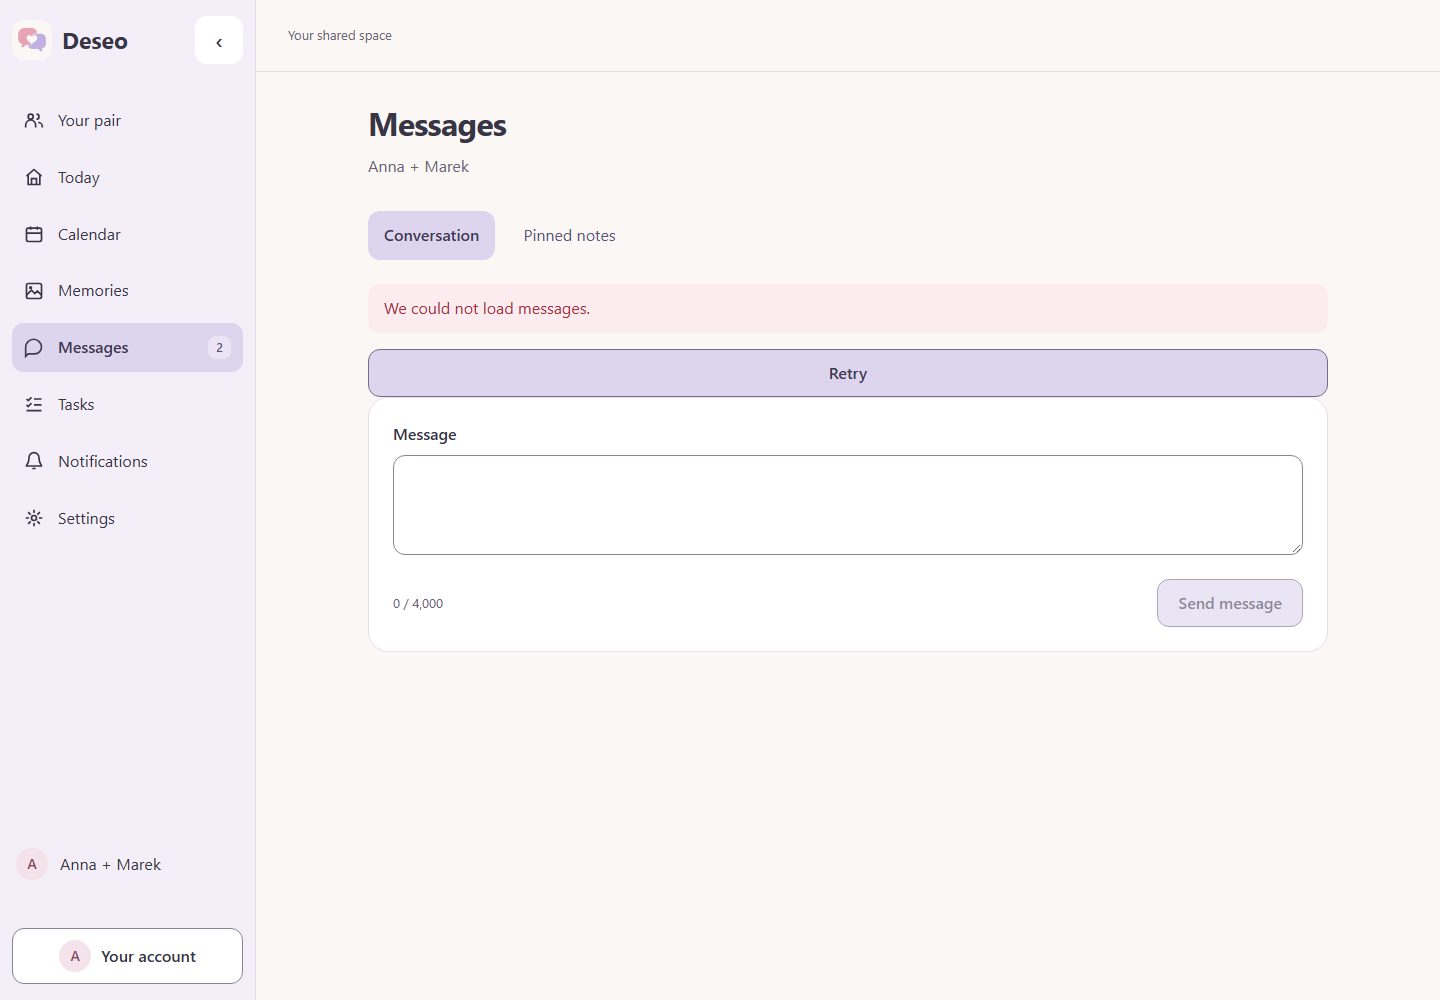 Deseo
‹
Your pair
Today
Calendar
Memories
Messages 2
Tasks
Notifications
Settings
A Anna + Marek
A Your account
Your shared space
Messages
Anna + Marek
Conversation Pinned notes
We could not load messages.
Retry
Message
0 / 4,000 Send message